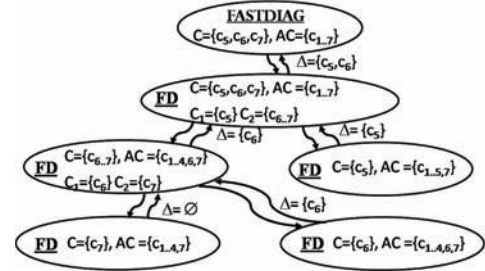 FASTDIAG
C={c₅,c₆,c₇}, AC={c₁..₇}
Δ={c₅,c₆}
C={c₅,c₆,c₇}, AC={c₁..₇}
FD
C₁={c₅} C₂={c₆..₇}
Δ={c₆}
Δ={c₅}
C={c₆..₇}, AC={c₁..₄,₆,₇}
FD
C₁={c₆} C₂={c₇}
FD C={c₅}, AC={c₁..₅,₇}
Δ=∅
Δ={c₆}
FD C={c₇}, AC={c₁..₄,₇}
FD C={c₆}, AC={c₁..₄,₆,₇}